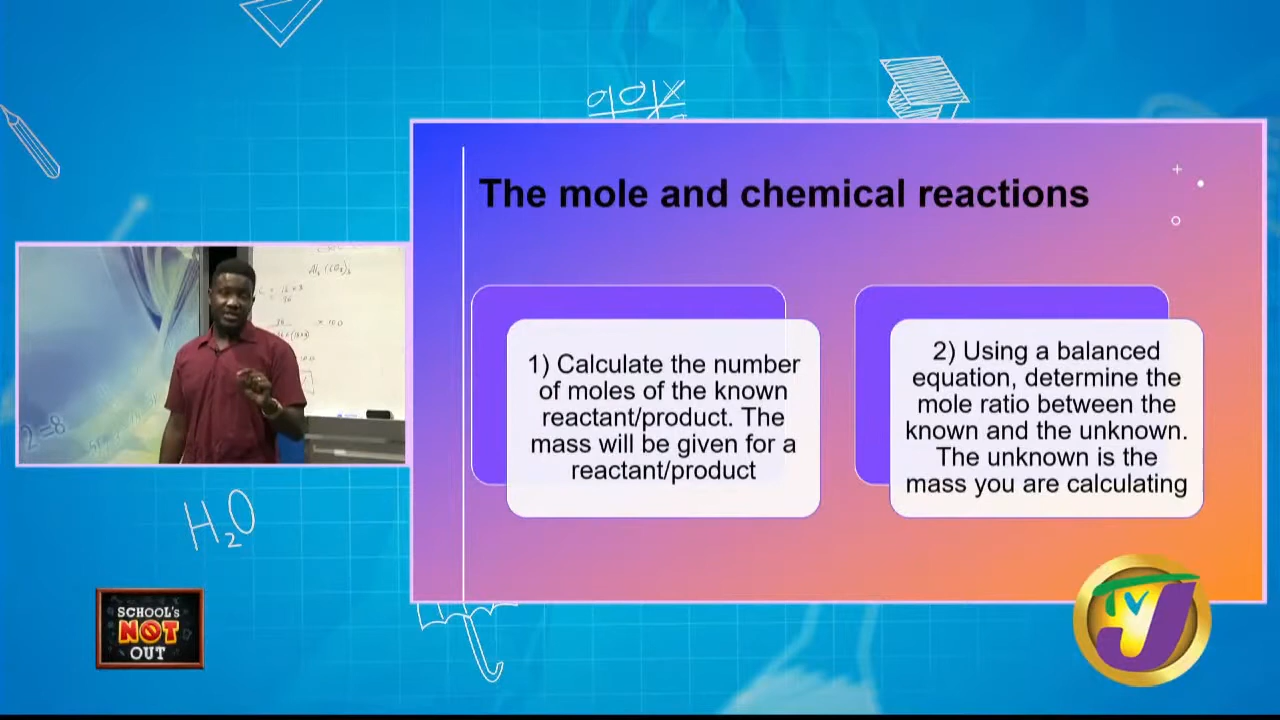 The mole and chemical reactions
1) Calculate the number
of moles of the known
reactant/product. The
mass will be given for a
reactant/product
2) Using a balanced
equation, determine the
mole ratio between the
known and the unknown.
The unknown is the
mass you are calculating
2=8
H₂O
SCHOOL'S
NOT
OUT
TVJ